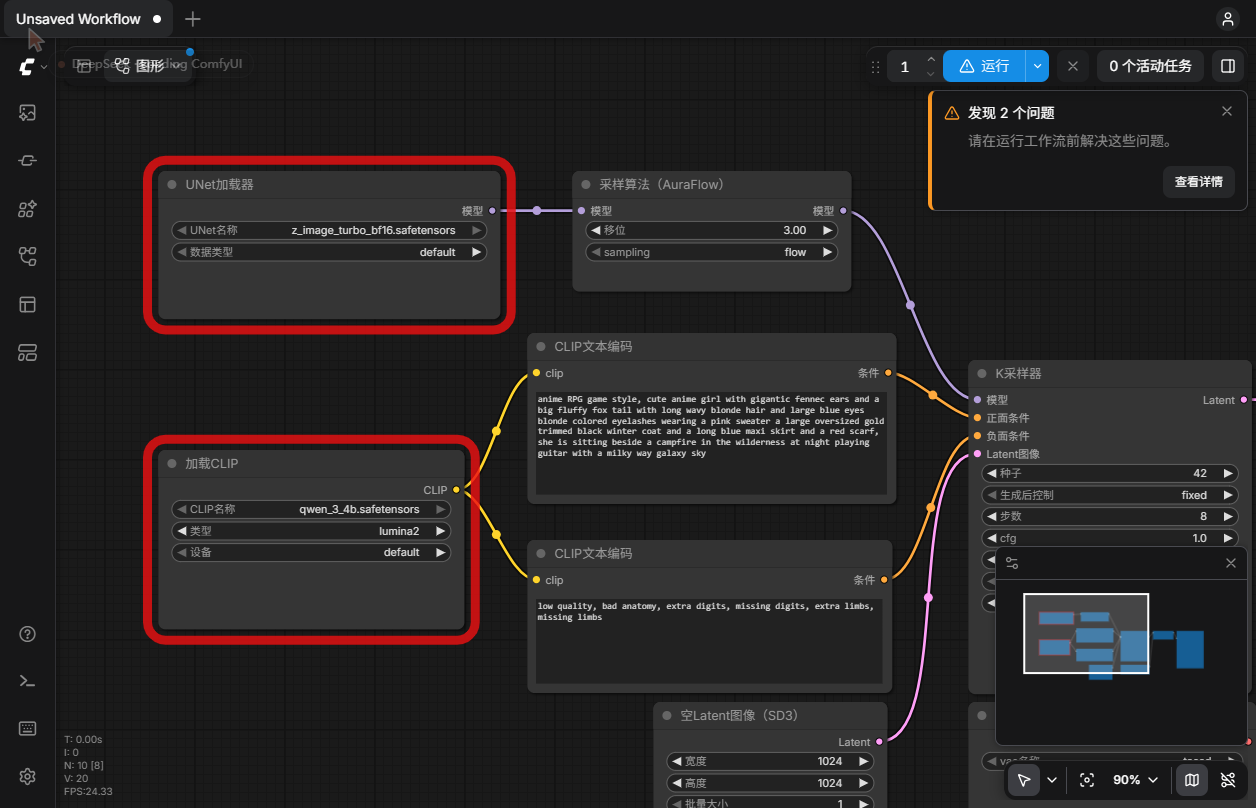 Unsaved Workflow
图形
ComfyUI
1
运行
0 个活动任务
发现 2 个问题
请在运行工作流前解决这些问题。
查看详情
UNet加载器
模型
UNet名称 z_image_turbo_bf16.safetensors
数据类型 default
采样算法（AuraFlow）
模型 模型
移位 3.00
sampling flow
CLIP文本编码
clip 条件
anime RPG game style, cute anime girl with gigantic fennec ears and a
big fluffy fox tail with long wavy blonde hair and large blue eyes
blonde colored eyelashes wearing a pink sweater a large oversized gold
trimmed black winter coat and a long blue maxi skirt and a red scarf,
she is sitting beside a campfire in the wilderness at night playing
guitar with a milky way galaxy sky
K采样器
模型 Latent
正面条件
负面条件
Latent图像
种子 42
生成后控制 fixed
步数 8
cfg 1.0
加载CLIP
CLIP
CLIP名称 qwen_3_4b.safetensors
类型 lumina2
设备 default
CLIP文本编码
clip 条件
low quality, bad anatomy, extra digits, missing digits, extra limbs,
missing limbs
空Latent图像（SD3）
Latent
宽度 1024
高度 1024
批量大小 1
T: 0.00s
I: 0
N: 10 [8]
V: 20
FPS:24.33
90%